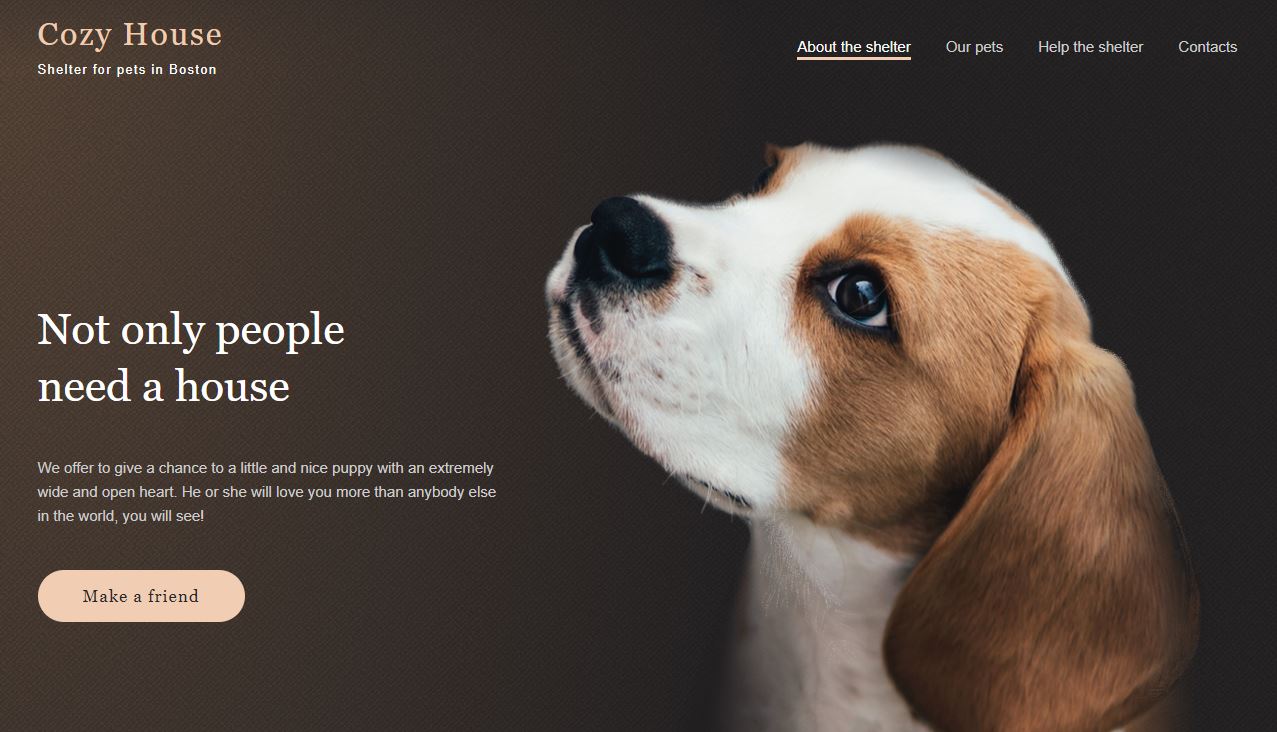 Cozy House
Shelter for pets in Boston
About the shelter
Our pets
Help the shelter
Contacts
Not only people
need a house
We offer to give a chance to a little and nice puppy with an extremely
wide and open heart. He or she will love you more than anybody else
in the world, you will see!
Make a friend